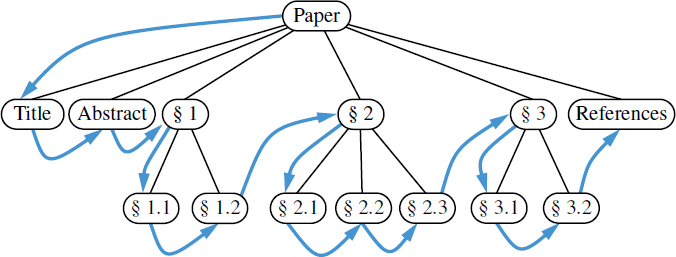 Paper
Title Abstract § 1 § 2 § 3 References
§ 1.1 § 1.2 § 2.1 § 2.2 § 2.3 § 3.1 § 3.2